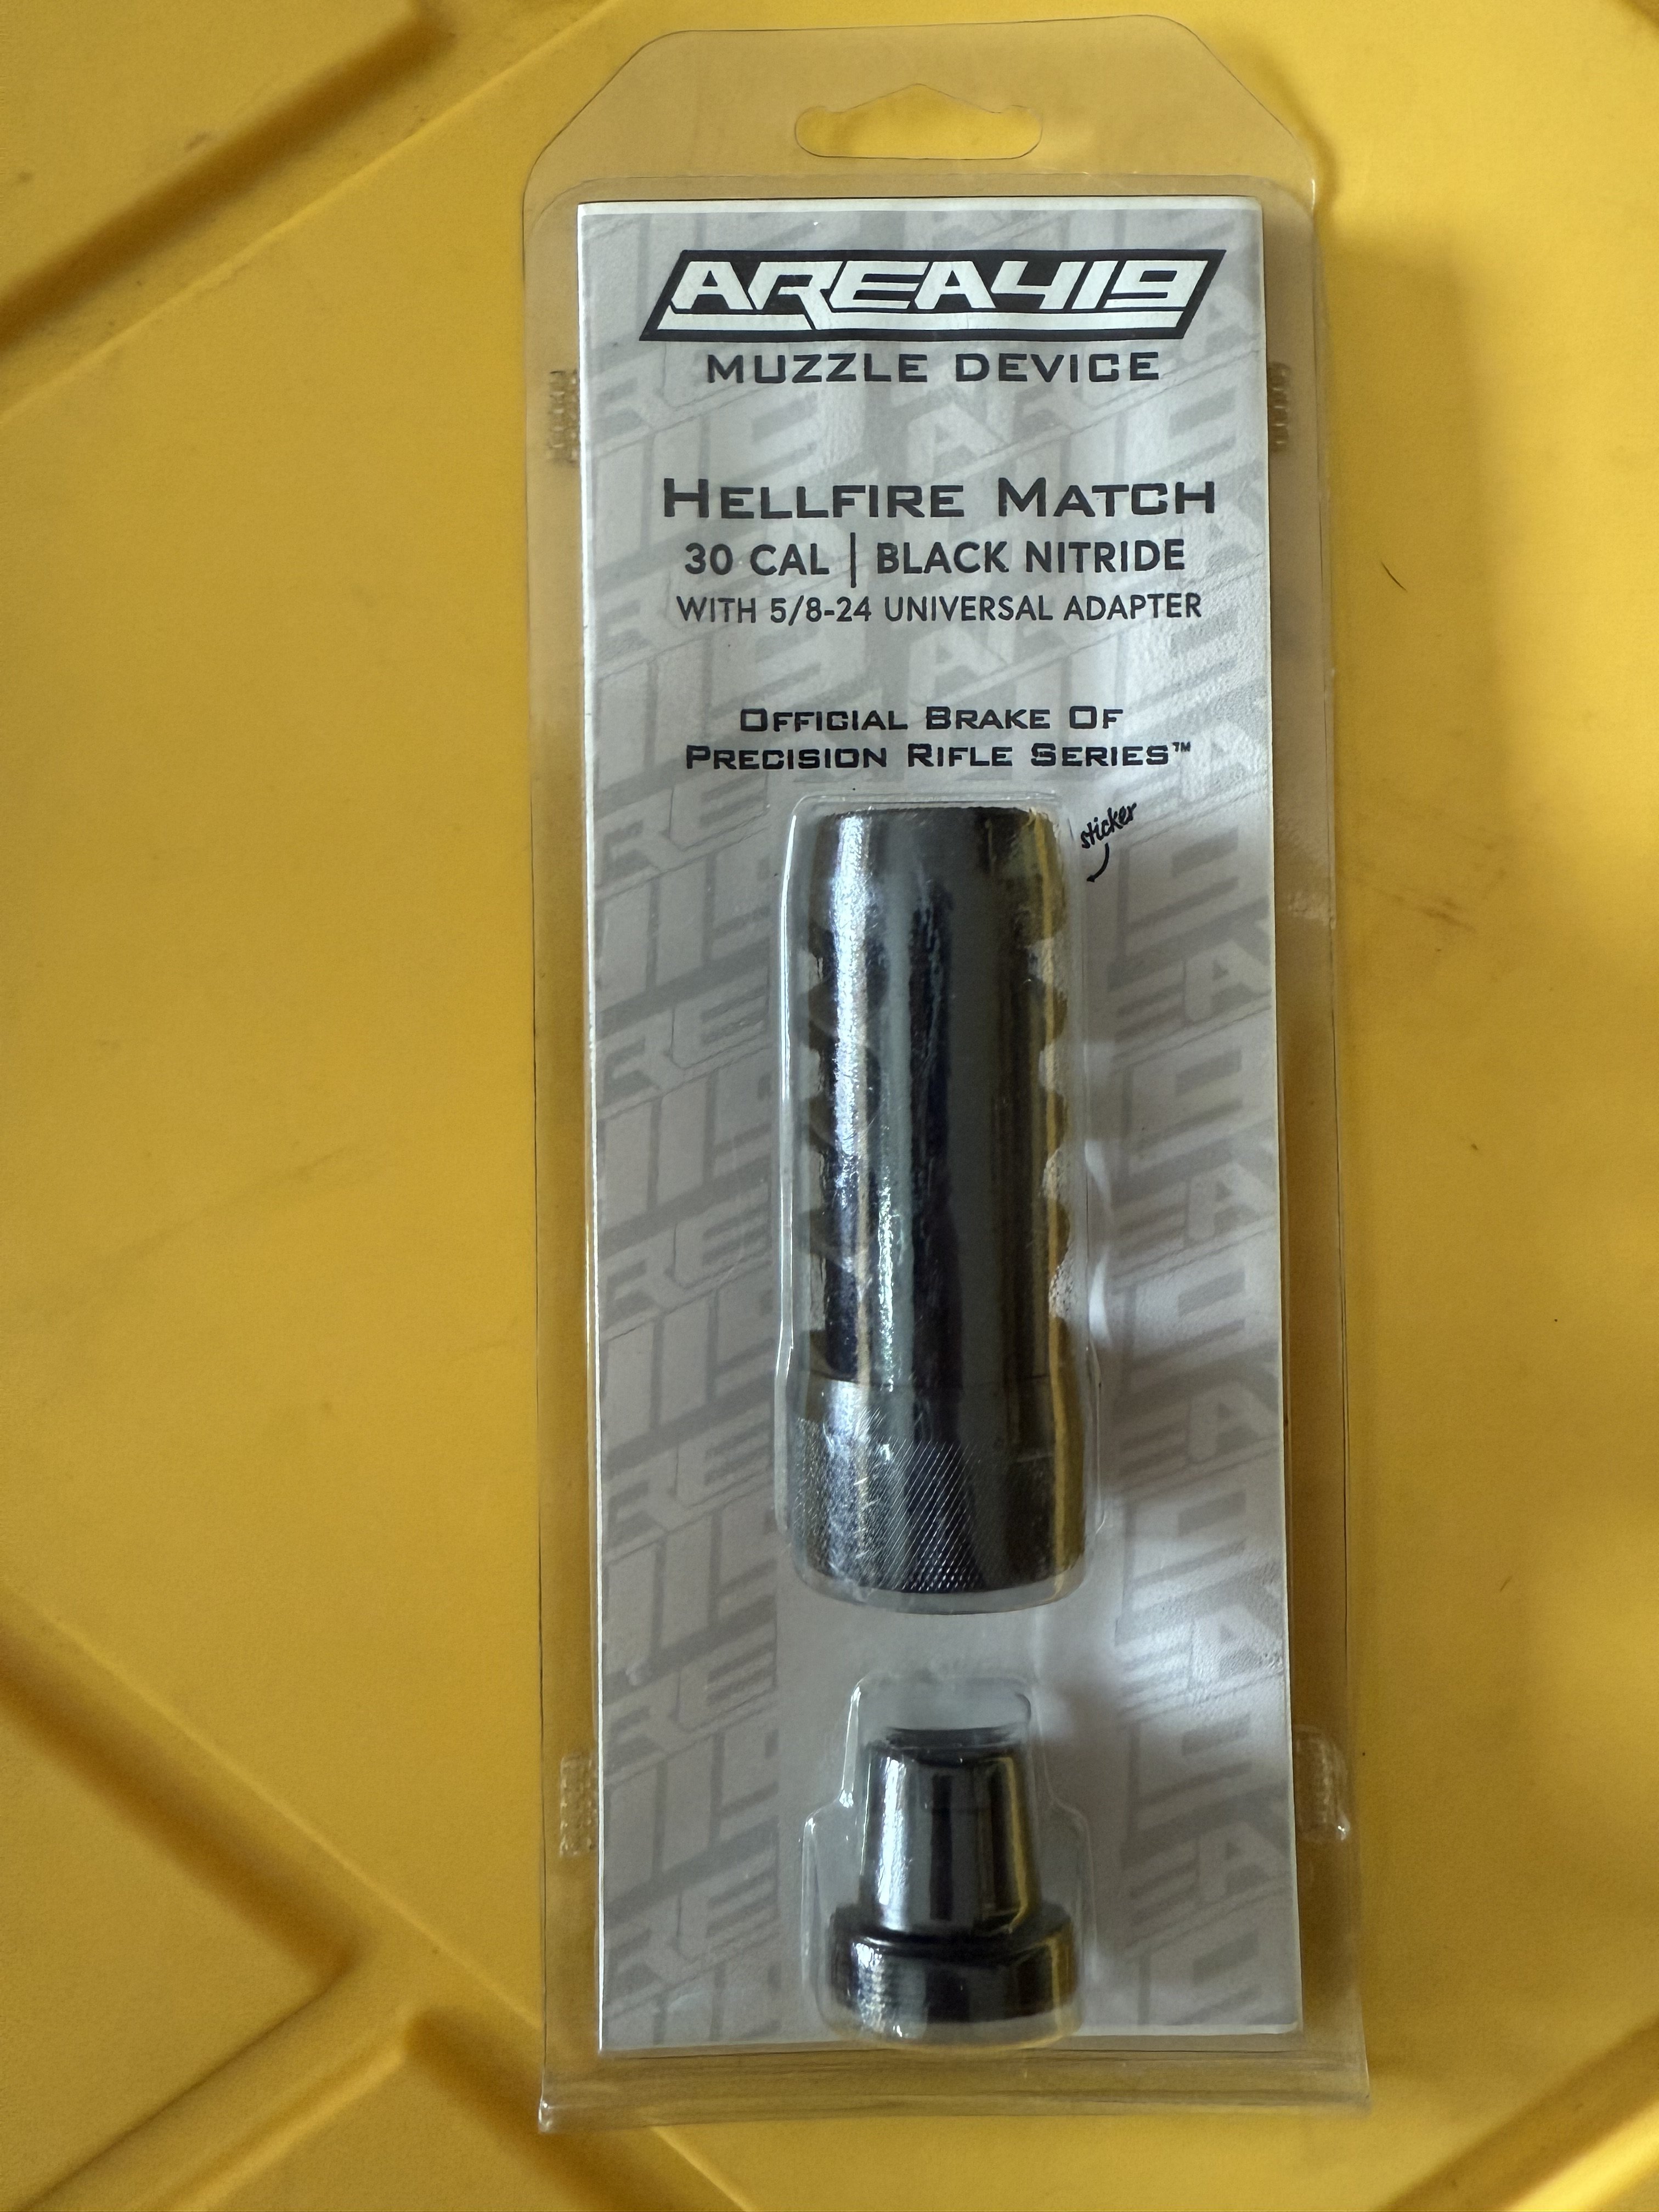 AREA419
MUZZLE DEVICE
HELLFIRE MATCH
30 CAL | BLACK NITRIDE
WITH 5/8-24 UNIVERSAL ADAPTER
OFFICIAL BRAKE OF
PRECISION RIFLE SERIES™
sticker